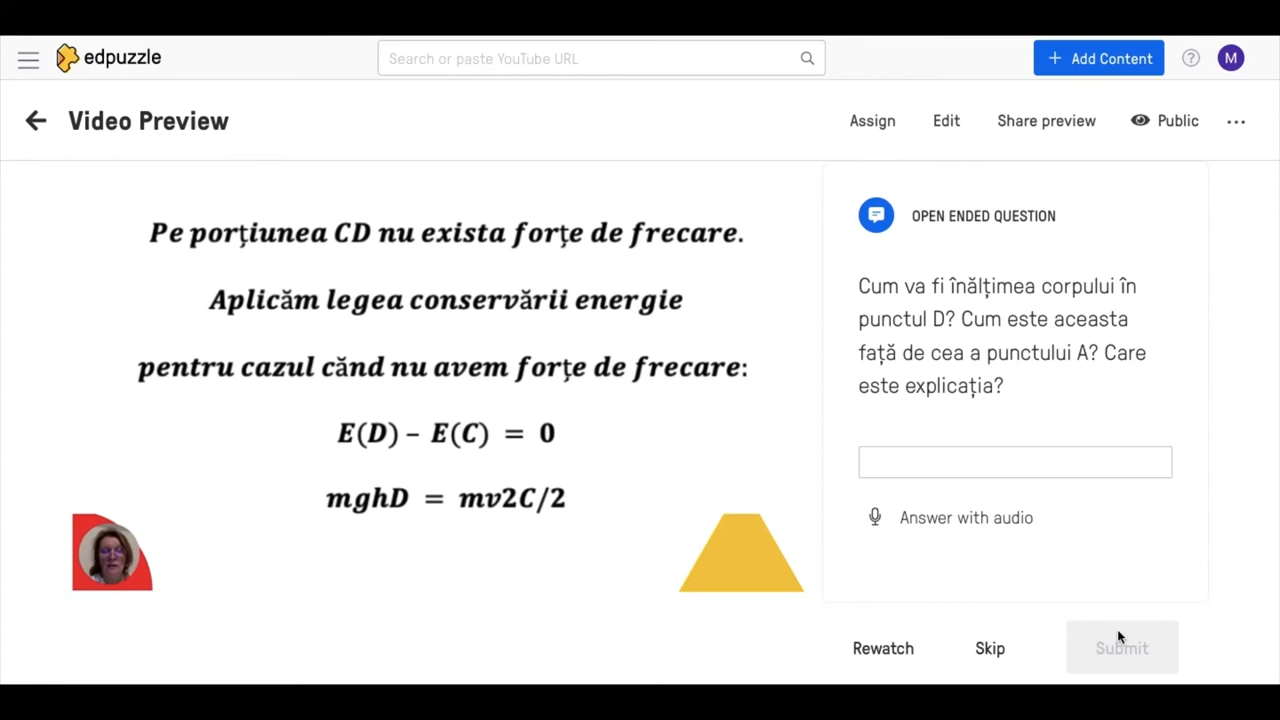 edpuzzle
Search or paste YouTube URL
+ Add Content
?
M
Video Preview
Assign
Edit
Share preview
Public
...
Pe porțiunea CD nu exista forțe de frecare.
Aplicăm legea conservării energie
pentru cazul cănd nu avem forțe de frecare:
E(D) – E(C) = 0
mghD = mv2C/2
OPEN ENDED QUESTION
Cum va fi înălțimea corpului în
punctul D? Cum este aceasta
față de cea a punctului A? Care
este explicația?
Answer with audio
Rewatch
Skip
Submit